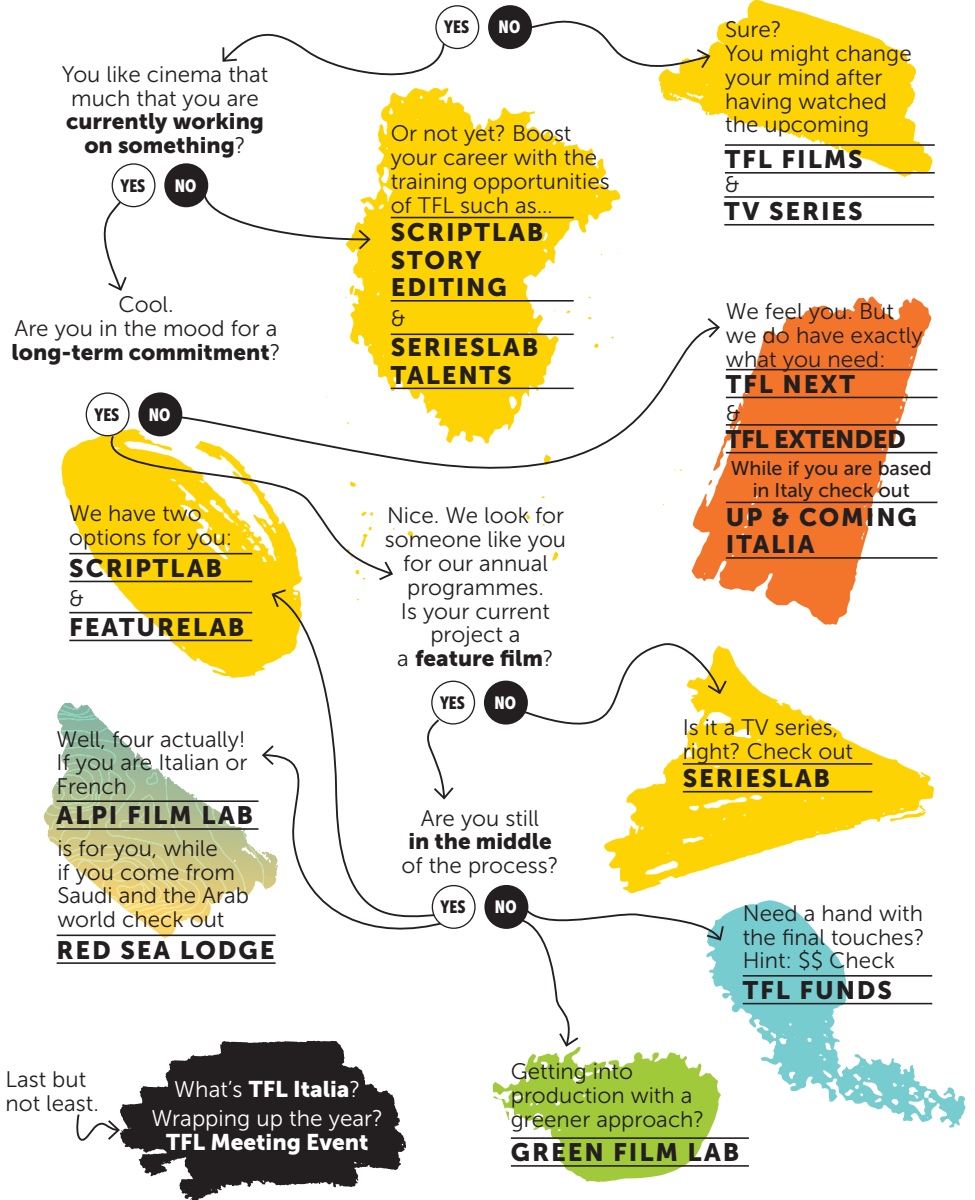 YES NO
Sure?
You might change
your mind after
having watched
the upcoming
TFL FILMS
&
TV SERIES
You like cinema that
much that you are
currently working
on something?
YES NO
Or not yet? Boost
your career with the
training opportunities
of TFL such as...
SCRIPTLAB
STORY
EDITING
&
SERIESLAB
TALENTS
Cool.
Are you in the mood for a
long-term commitment?
YES NO
We feel you. But
we do have exactly
what you need:
TFL NEXT
&
TFL EXTENDED
While if you are based
in Italy check out
UP & COMING
ITALIA
We have two
options for you:
SCRIPTLAB
&
FEATURELAB
Nice. We look for
someone like you
for our annual
programmes.
Is your current
project a
a feature film?
YES NO
Is it a TV series,
right? Check out
SERIESLAB
Well, four actually!
If you are Italian or
French
ALPI FILM LAB
is for you, while
if you come from
Saudi and the Arab
world check out
RED SEA LODGE
Are you still
in the middle
of the process?
YES NO
Need a hand with
the final touches?
Hint: $$ Check
TFL FUNDS
Getting into
production with a
greener approach?
GREEN FILM LAB
Last but
not least.
What's TFL Italia?
Wrapping up the year?
TFL Meeting Event